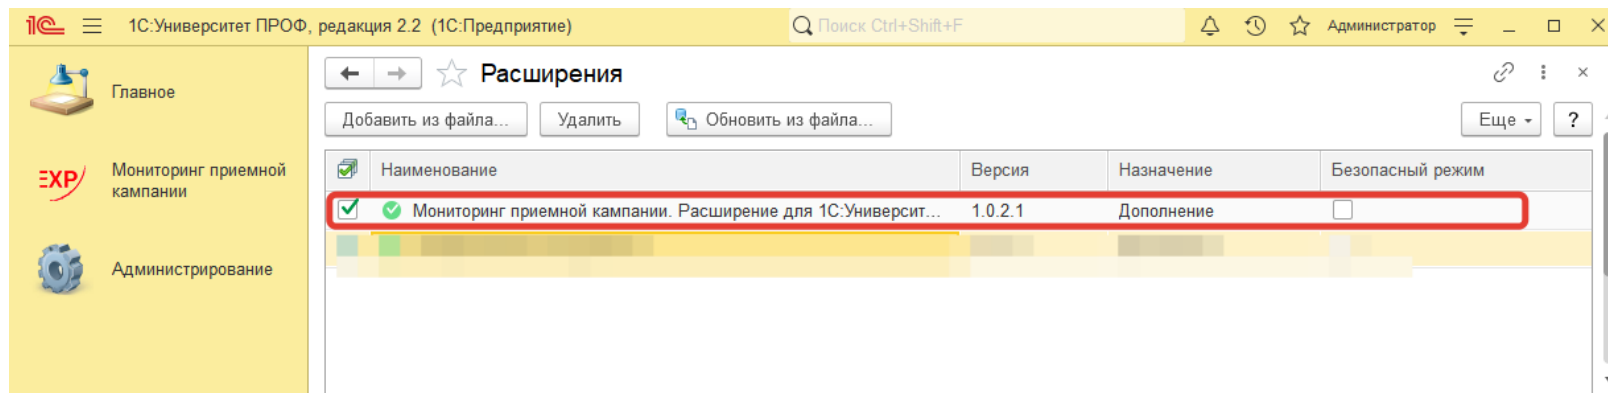 1С:Университет ПРОФ, редакция 2.2 (1С:Предприятие)
Поиск Ctrl+Shift+F
Администратор
Главное
Мониторинг приемной
кампании
Администрирование
Расширения
Добавить из файла...
Удалить
Обновить из файла...
Еще
?
Наименование
Версия
Назначение
Безопасный режим
Мониторинг приемной кампании. Расширение для 1С:Университ...
1.0.2.1
Дополнение